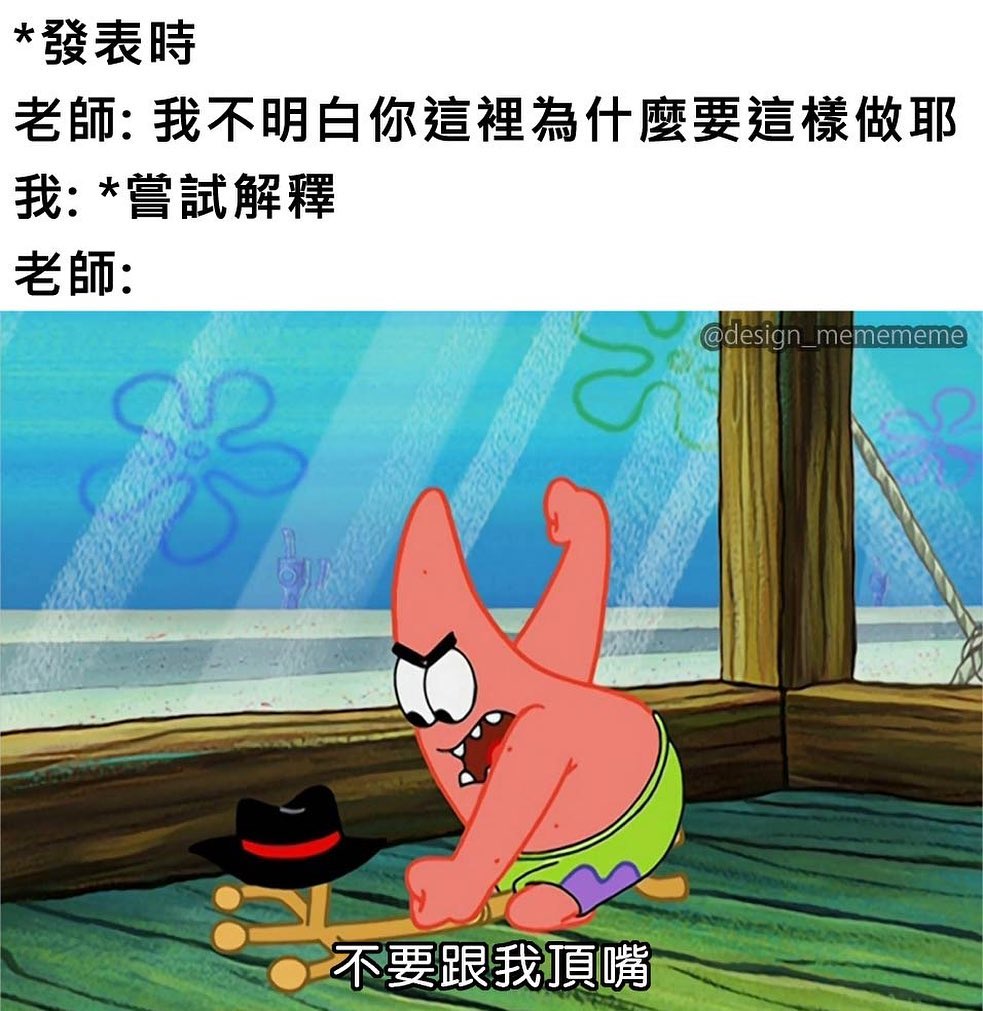 *發表時
老師: 我不明白你這裡為什麼要這樣做耶
我: *嘗試解釋
老師:
@design_memememe
不要跟我頂嘴